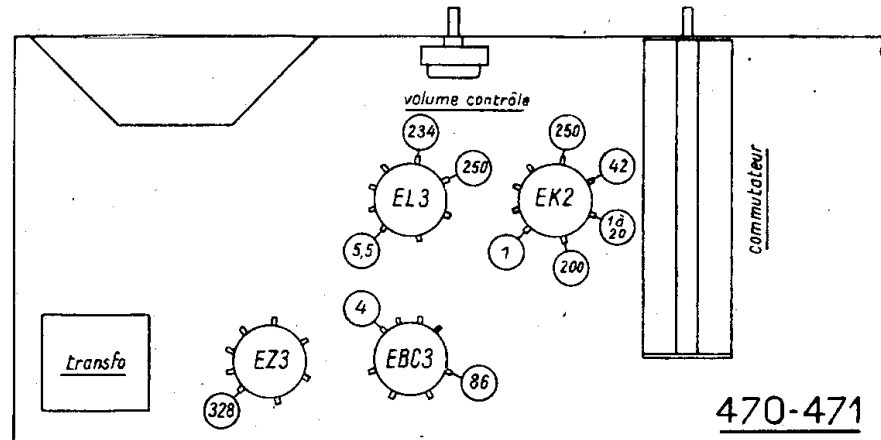 volume contrôle
234
250
250
42
EL3
EK2
1 à
20
5,5
1
200
commutateur
4
transfo
EZ3
EBC3
86
328
470-471